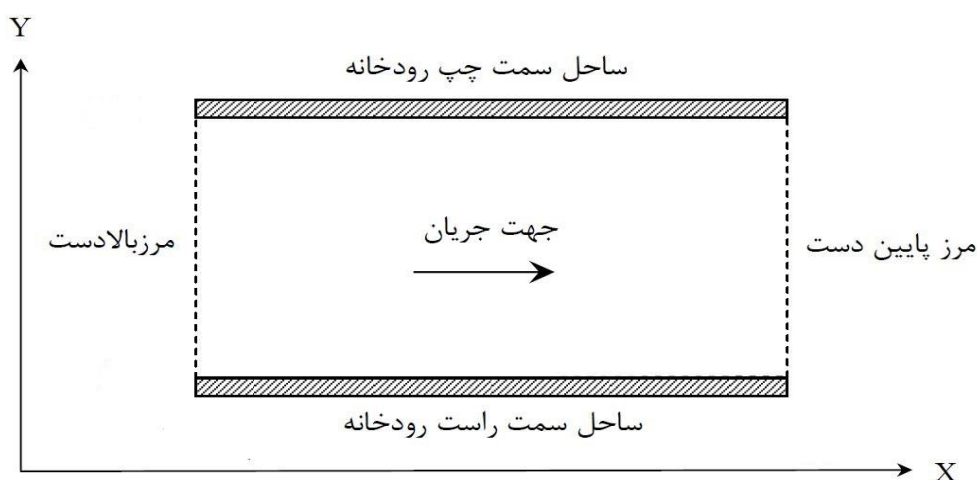 Y
ساحل سمت چپ رودخانه
جهت جریان
مرزبالادست
مرز پایین دست
ساحل سمت راست رودخانه
X